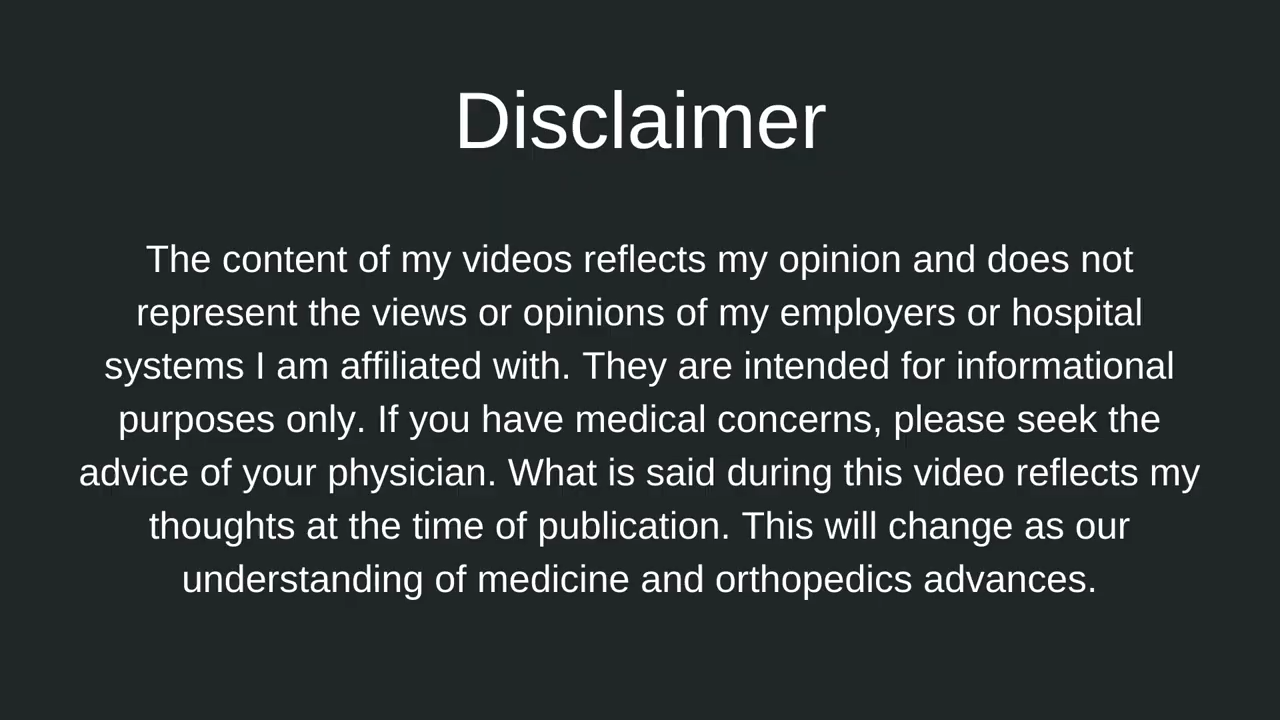 Disclaimer
The content of my videos reflects my opinion and does not
represent the views or opinions of my employers or hospital
systems I am affiliated with. They are intended for informational
purposes only. If you have medical concerns, please seek the
advice of your physician. What is said during this video reflects my
thoughts at the time of publication. This will change as our
understanding of medicine and orthopedics advances.